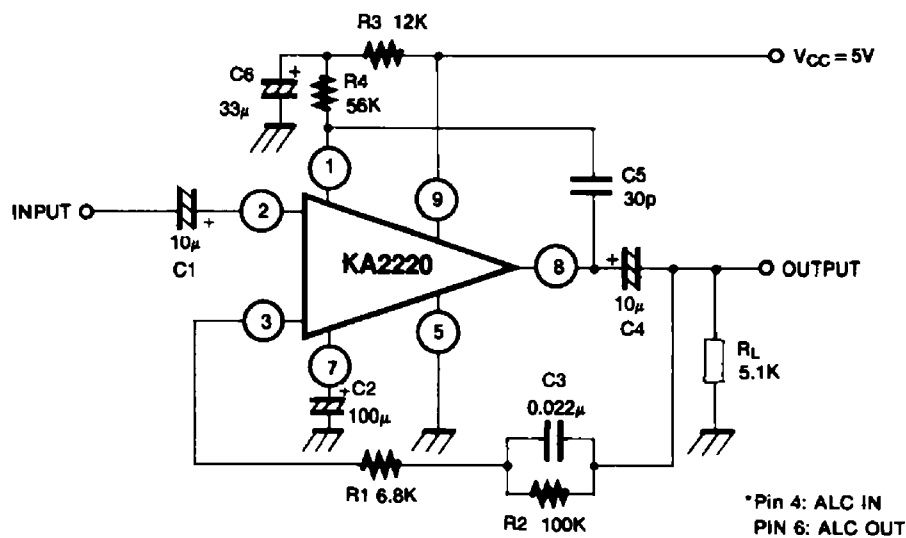 R3 12K
VCC = 5V
C6
33μ
+
R4
56K
1
9
C5
30p
INPUT
+
10μ
C1
2
KA2220
8
+
10μ
C4
OUTPUT
3
7
5
+
C2
100μ
RL
5.1K
C3
0.022μ
R1 6.8K
R2 100K
*Pin 4: ALC IN
PIN 6: ALC OUT